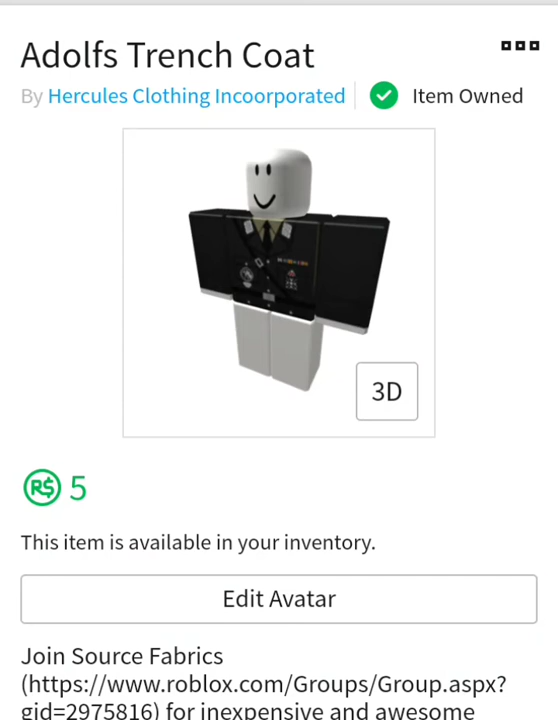 Adolfs Trench Coat
By Hercules Clothing Incoorporated Item Owned
3D
R$ 5
This item is available in your inventory.
Edit Avatar
Join Source Fabrics
(https://www.roblox.com/Groups/Group.aspx?
gid=2975816) for inexpensive and awesome